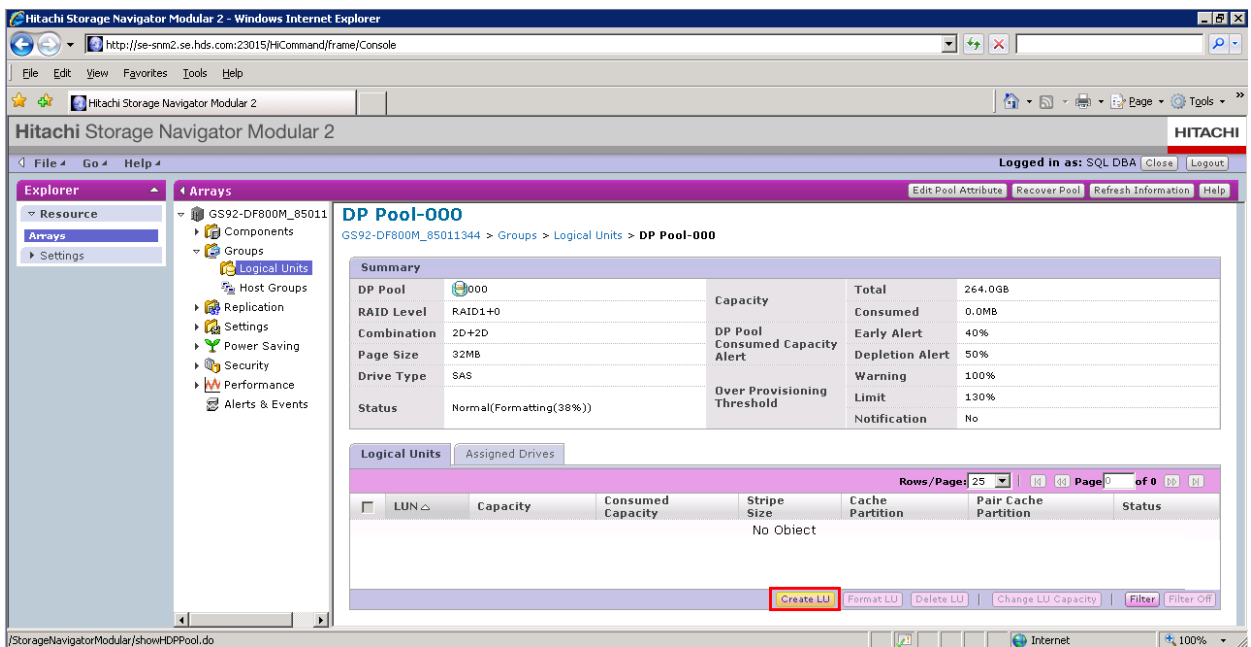 Hitachi Storage Navigator Modular 2 - Windows Internet Explorer
http://se-snm2.se.hds.com:23015/HiCommand/frame/Console
File Edit View Favorites Tools Help
Hitachi Storage Navigator Modular 2
Page Tools »
Hitachi Storage Navigator Modular 2
HITACHI
File Go Help
Logged in as: SQL DBA Close Logout
Explorer
Resource
Arrays
Settings
Arrays
Edit Pool Attribute Recover Pool Refresh Information Help
GS92-DF800M_85011
Components
Groups
Logical Units
Host Groups
Replication
Settings
Power Saving
Security
Performance
Alerts & Events
DP Pool-000
GS92-DF800M_85011344 > Groups > Logical Units > DP Pool-000
Summary
DP Pool 000
RAID Level RAID1+0
Combination 2D+2D
Page Size 32MB
Drive Type SAS
Status Normal(Formatting(38%))
Capacity
Total 264.0GB
Consumed 0.0MB
DP Pool
Consumed Capacity
Alert
Early Alert 40%
Depletion Alert 50%
Over Provisioning
Threshold
Warning 100%
Limit 130%
Notification No
Logical Units Assigned Drives
Rows/Page: 25 Page 0 of 0
LUN Capacity Consumed Capacity Stripe Size Cache Partition Pair Cache Partition Status
No Object
Create LU Format LU Delete LU | Change LU Capacity | Filter Filter Off
/StorageNavigatorModular/showHDPPool.do
Internet
100%